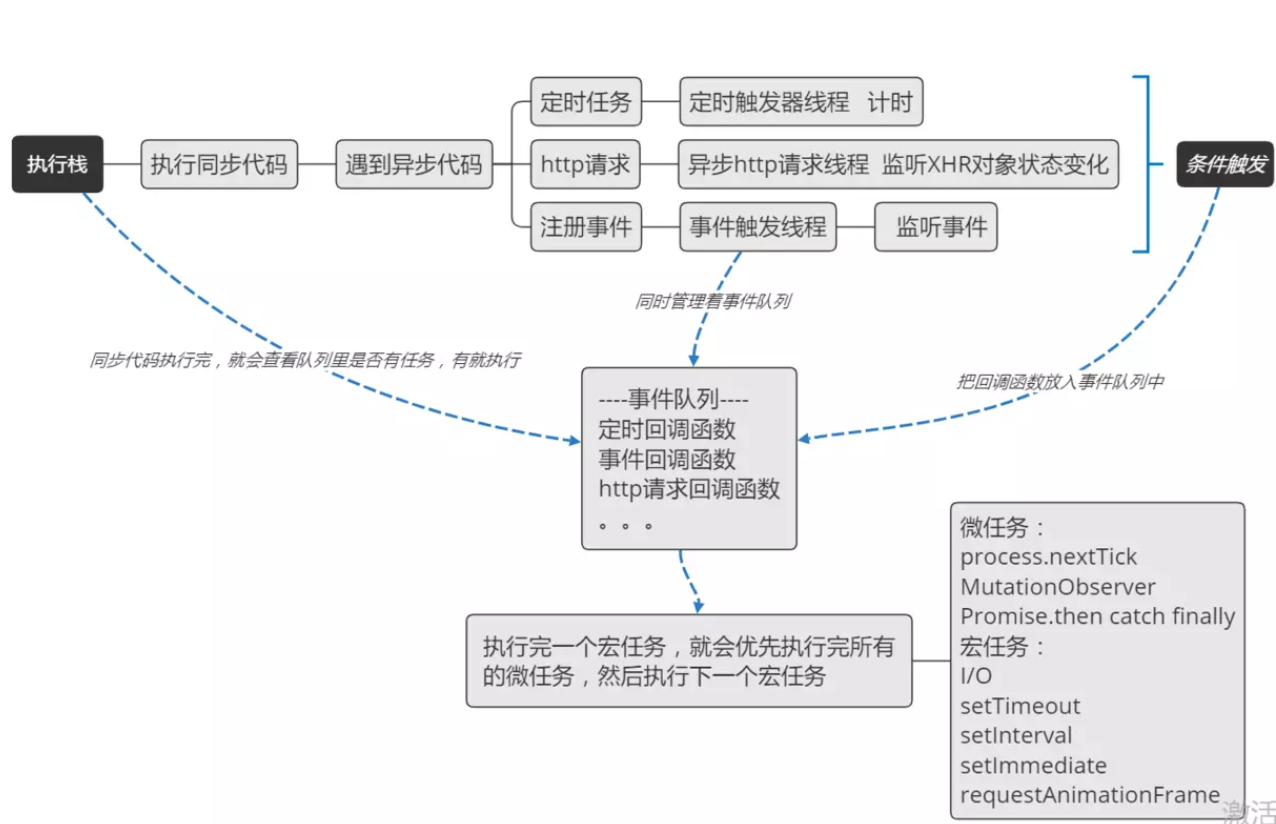 定时任务
定时触发器线程 计时
执行栈
执行同步代码
遇到异步代码
http请求
异步http请求线程 监听XHR对象状态变化
条件触发
注册事件
事件触发线程
监听事件
同时管理着事件队列
同步代码执行完，就会查看队列里是否有任务，有就执行
把回调函数放入事件队列中
----事件队列----
定时回调函数
事件回调函数
http请求回调函数
。。。
执行完一个宏任务，就会优先执行完所有
的微任务，然后执行下一个宏任务
微任务：
process.nextTick
MutationObserver
Promise.then catch finally
宏任务：
I/O
setTimeout
setInterval
setImmediate
requestAnimationFrame
激活